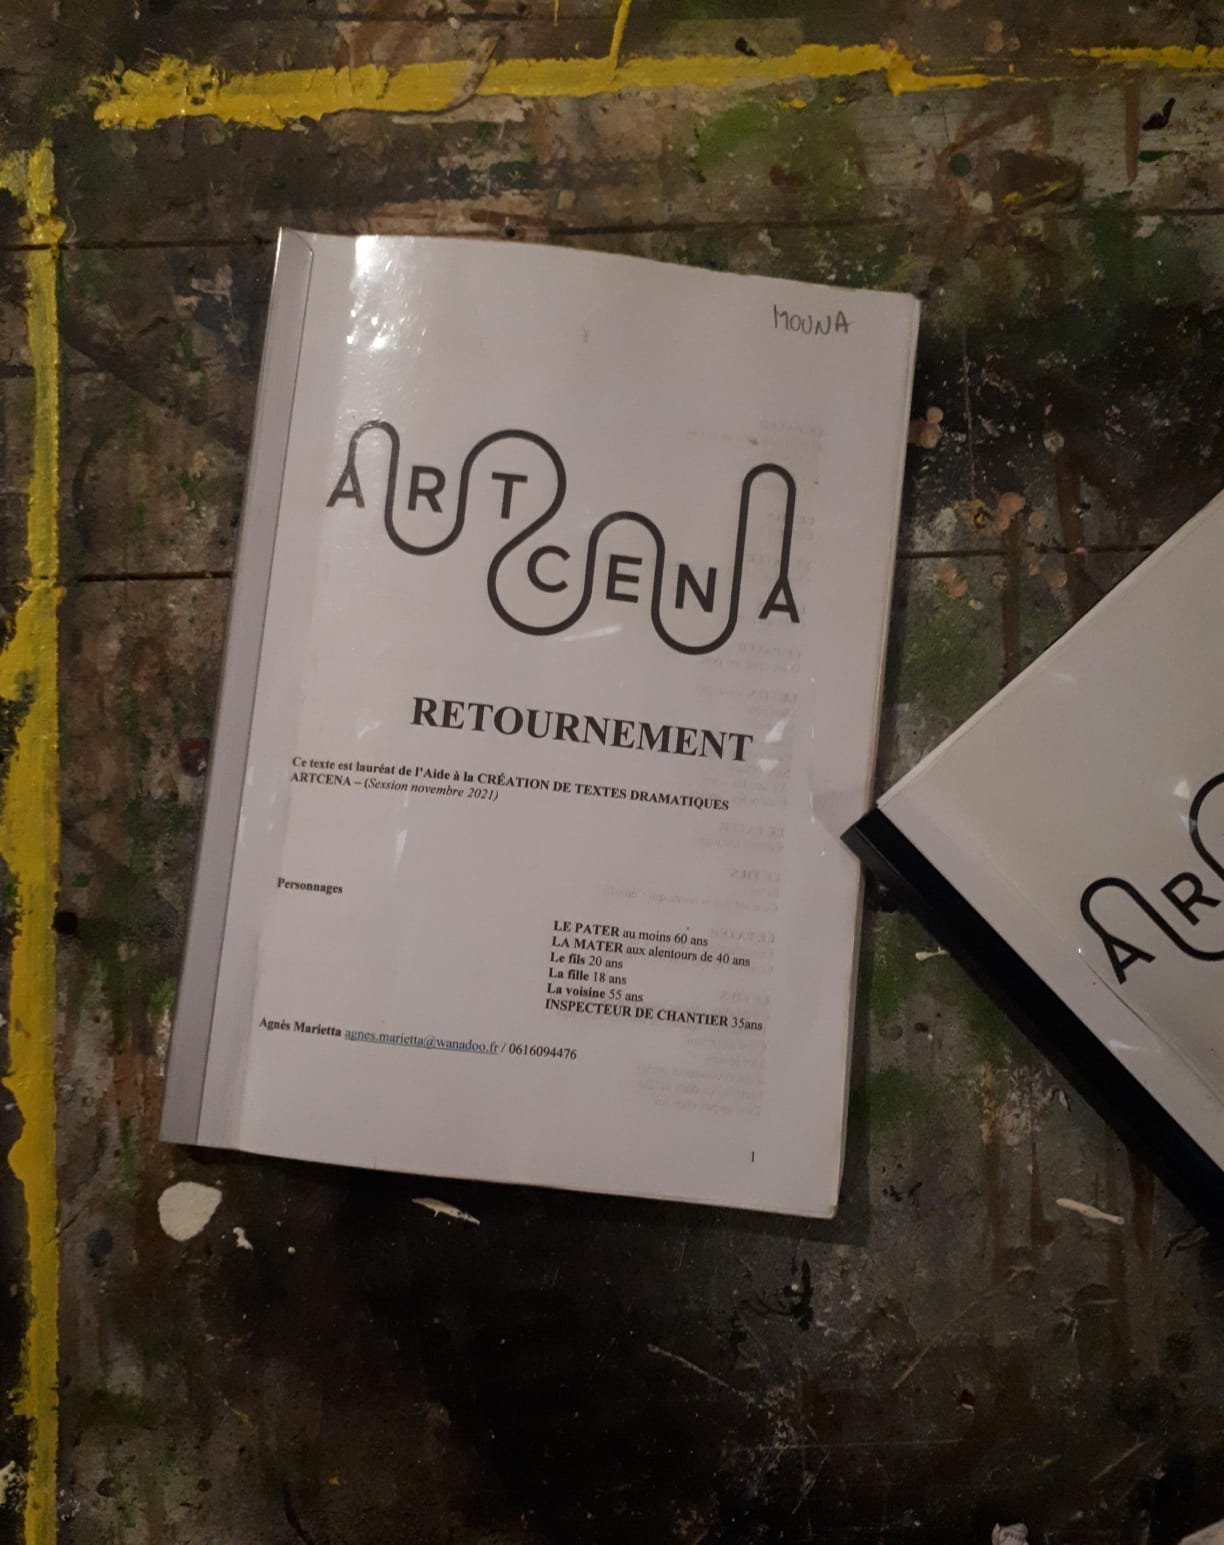 MOUNA
ARTCENA
RETOURNEMENT
Ce texte est lauréat de l'Aide à la CRÉATION DE TEXTES DRAMATIQUES
ARTCENA – (Session novembre 2021)
Personnages
LE PATER au moins 60 ans
LA MATER aux alentours de 40 ans
Le fils 20 ans
La fille 18 ans
La voisine 55 ans
INSPECTEUR DE CHANTIER 35ans
Agnès Marietta agnes.marietta@wanadoo.fr / 0616094476
1
AR